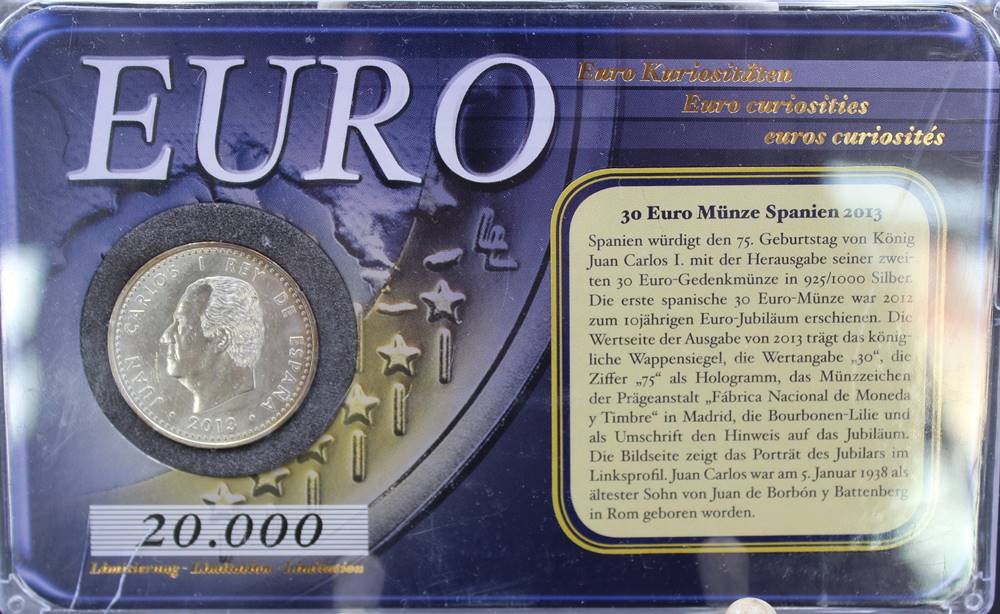 EURO
Euro Kuriositäten
Euro curiosities
euros curiosités
30 Euro Münze Spanien 2013
Spanien würdigt den 75. Geburtstag von König
Juan Carlos I. mit der Herausgabe seiner zwei-
ten 30 Euro-Gedenkmünze in 925/1000 Silber.
Die erste spanische 30 Euro-Münze war 2012
zum 10jährigen Euro-Jubiläum erschienen. Die
Wertseite der Ausgabe von 2013 trägt das könig-
liche Wappensiegel, die Wertangabe „30“, die
Ziffer „75“ als Hologramm, das Münzzeichen
der Prägeanstalt „Fábrica Nacional de Moneda
y Timbre“ in Madrid, die Bourbonen-Lilie und
als Umschrift den Hinweis auf das Jubiläum.
Die Bildseite zeigt das Porträt des Jubilars im
Linksprofil. Juan Carlos war am 5. Januar 1938 als
ältester Sohn von Juan de Borbón y Battenberg
in Rom geboren worden.
JUAN CARLOS I REY DE ESPAÑA
2013
20.000
Limitierung - Limitation - Limitation